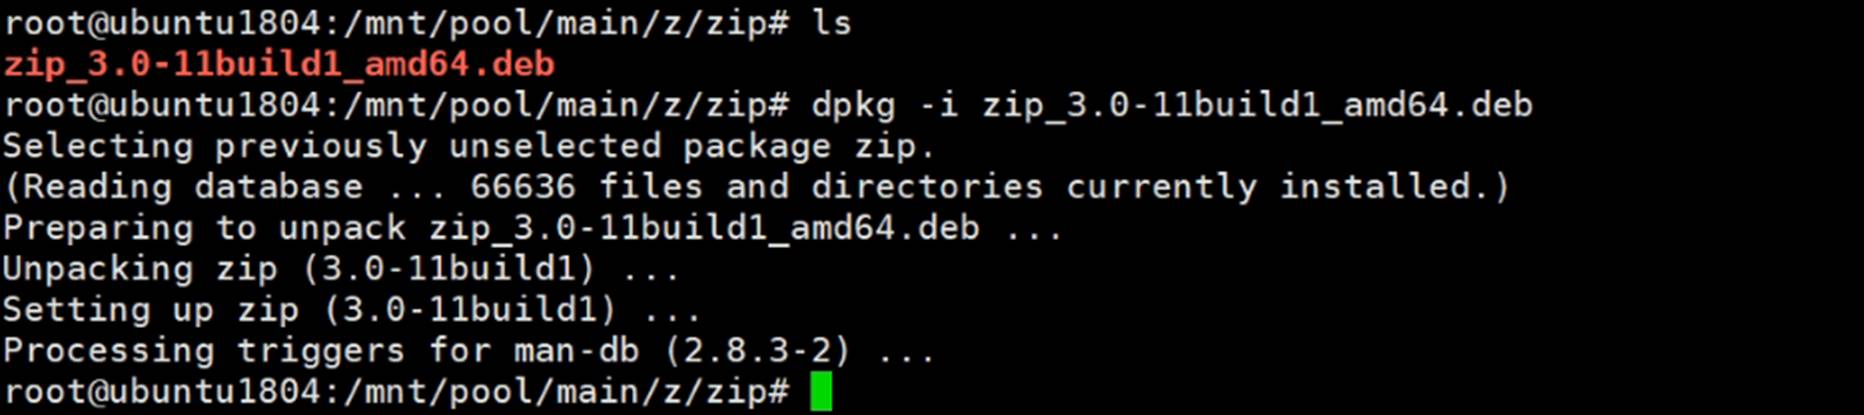 root@ubuntu1804:/mnt/pool/main/z/zip# ls
zip_3.0-11build1_amd64.deb
root@ubuntu1804:/mnt/pool/main/z/zip# dpkg -i zip_3.0-11build1_amd64.deb
Selecting previously unselected package zip.
(Reading database ... 66636 files and directories currently installed.)
Preparing to unpack zip_3.0-11build1_amd64.deb ...
Unpacking zip (3.0-11build1) ...
Setting up zip (3.0-11build1) ...
Processing triggers for man-db (2.8.3-2) ...
root@ubuntu1804:/mnt/pool/main/z/zip#